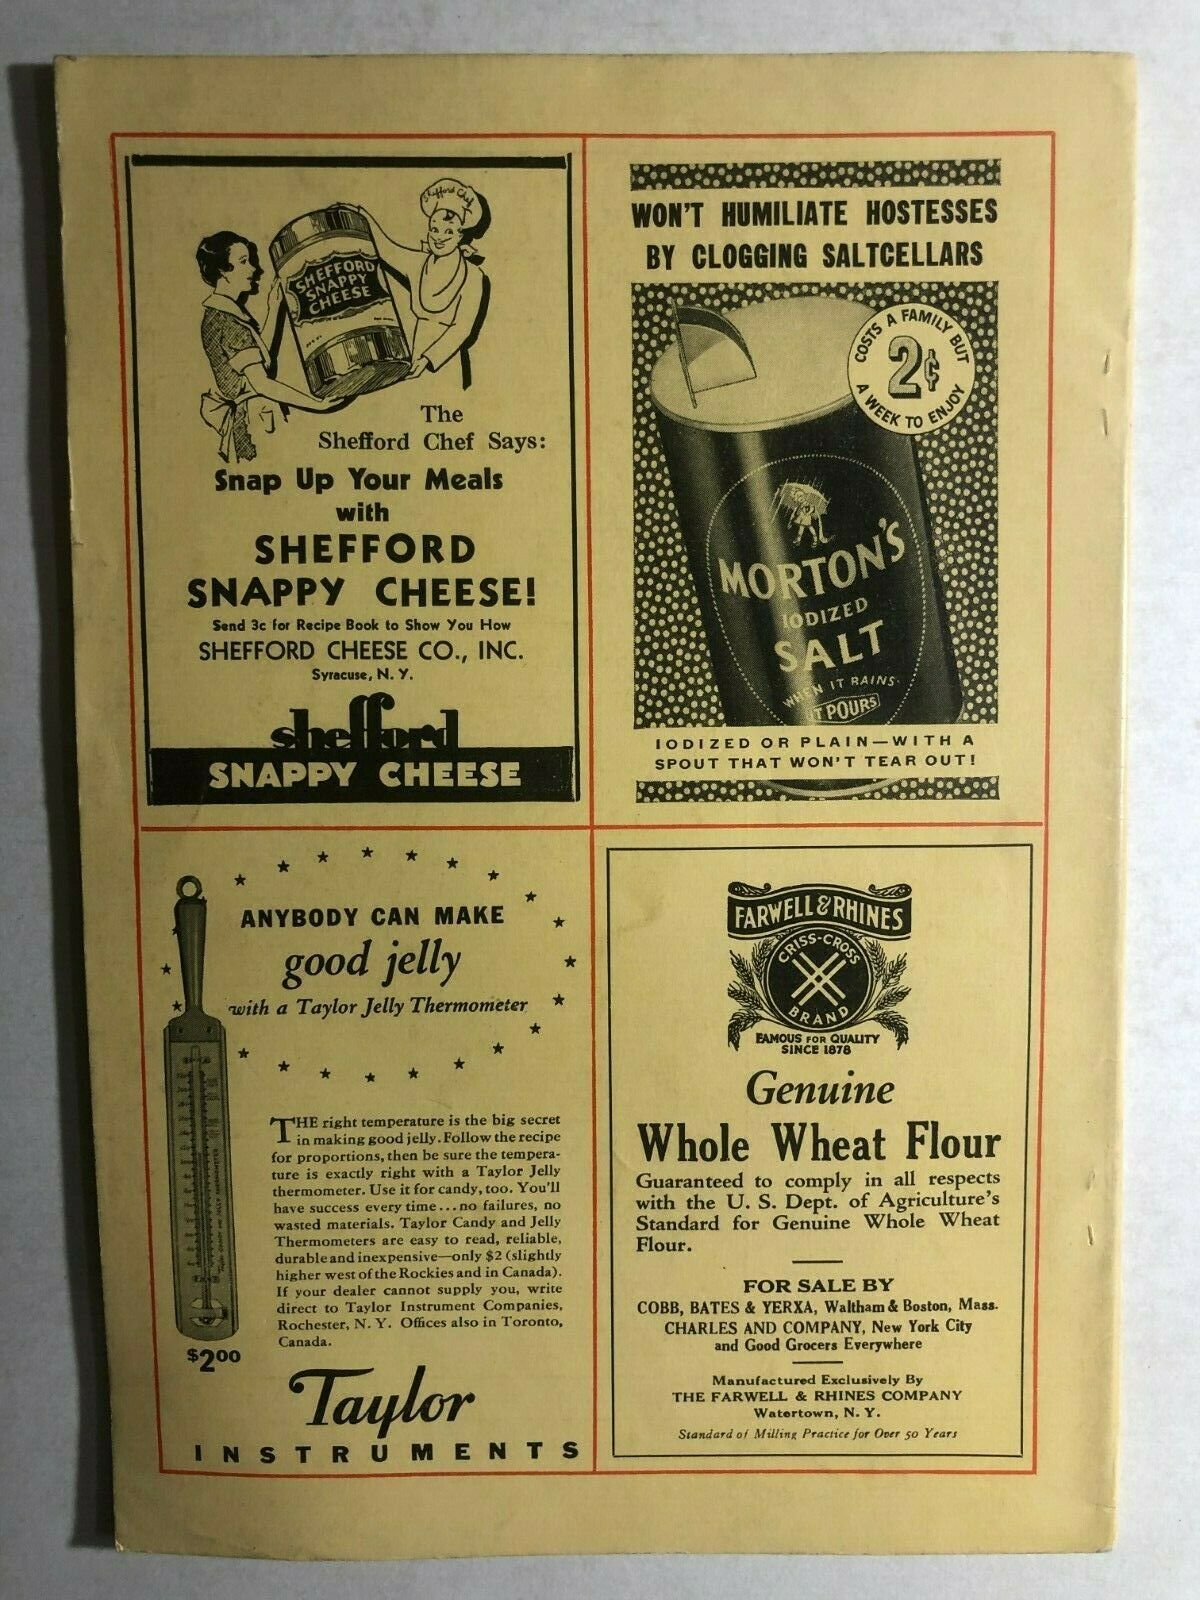 Shefford Chef
SHEFFORD
SNAPPY
CHEESE
The
Shefford Chef Says:
Snap Up Your Meals
with
SHEFFORD
SNAPPY CHEESE!
Send 3c for Recipe Book to Show You How
SHEFFORD CHEESE CO., INC.
Syracuse, N. Y.
shefford
SNAPPY CHEESE
WON'T HUMILIATE HOSTESSES
BY CLOGGING SALTCELLARS
COSTS A FAMILY BUT
2¢
A WEEK TO ENJOY
MORTON'S
IODIZED
SALT
WHEN IT RAINS
IT POURS
IODIZED OR PLAIN—WITH A
SPOUT THAT WON'T TEAR OUT!
ANYBODY CAN MAKE
good jelly
with a Taylor Jelly Thermometer
THE right temperature is the big secret
in making good jelly. Follow the recipe
for proportions, then be sure the tempera-
ture is exactly right with a Taylor Jelly
thermometer. Use it for candy, too. You'll
have success every time...no failures, no
wasted materials. Taylor Candy and Jelly
Thermometers are easy to read, reliable,
durable and inexpensive—only $2 (slightly
higher west of the Rockies and in Canada).
If your dealer cannot supply you, write
direct to Taylor Instrument Companies,
Rochester, N. Y. Offices also in Toronto,
Canada.
$2.00
Taylor
INSTRUMENTS
FARWELL & RHINES
CRISS-CROSS
BRAND
FAMOUS FOR QUALITY
SINCE 1878
Genuine
Whole Wheat Flour
Guaranteed to comply in all respects
with the U. S. Dept. of Agriculture's
Standard for Genuine Whole Wheat
Flour.
FOR SALE BY
COBB, BATES & YERXA, Waltham & Boston, Mass.
CHARLES AND COMPANY, New York City
and Good Grocers Everywhere
Manufactured Exclusively By
THE FARWELL & RHINES COMPANY
Watertown, N. Y.
Standard of Milling Practice for Over 50 Years